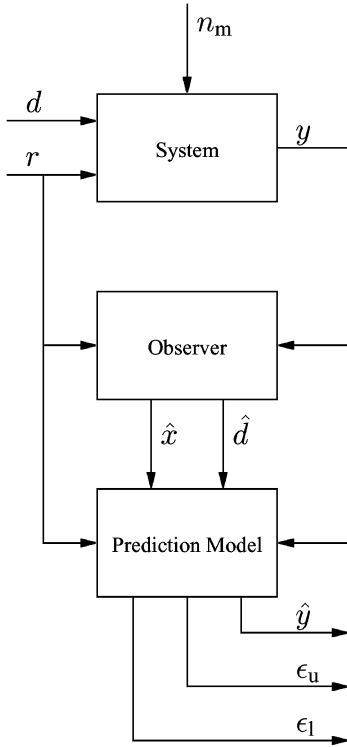 n_m
d
y
System
r
Observer
x̂
d̂
Prediction Model
ŷ
ϵ_u
ϵ_l